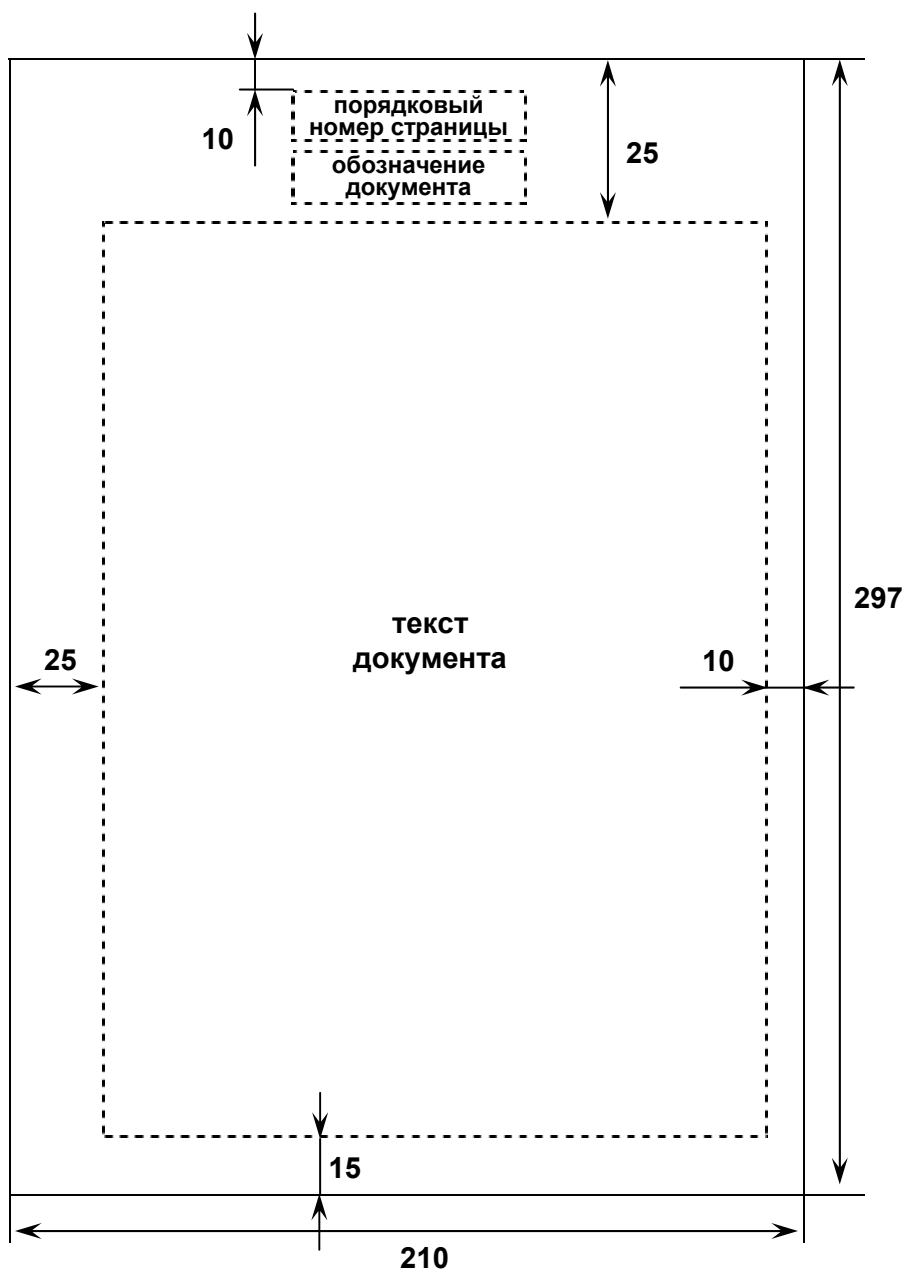 порядковый
номер страницы
10
обозначение
документа
25
297
текст
документа
25
10
15
210